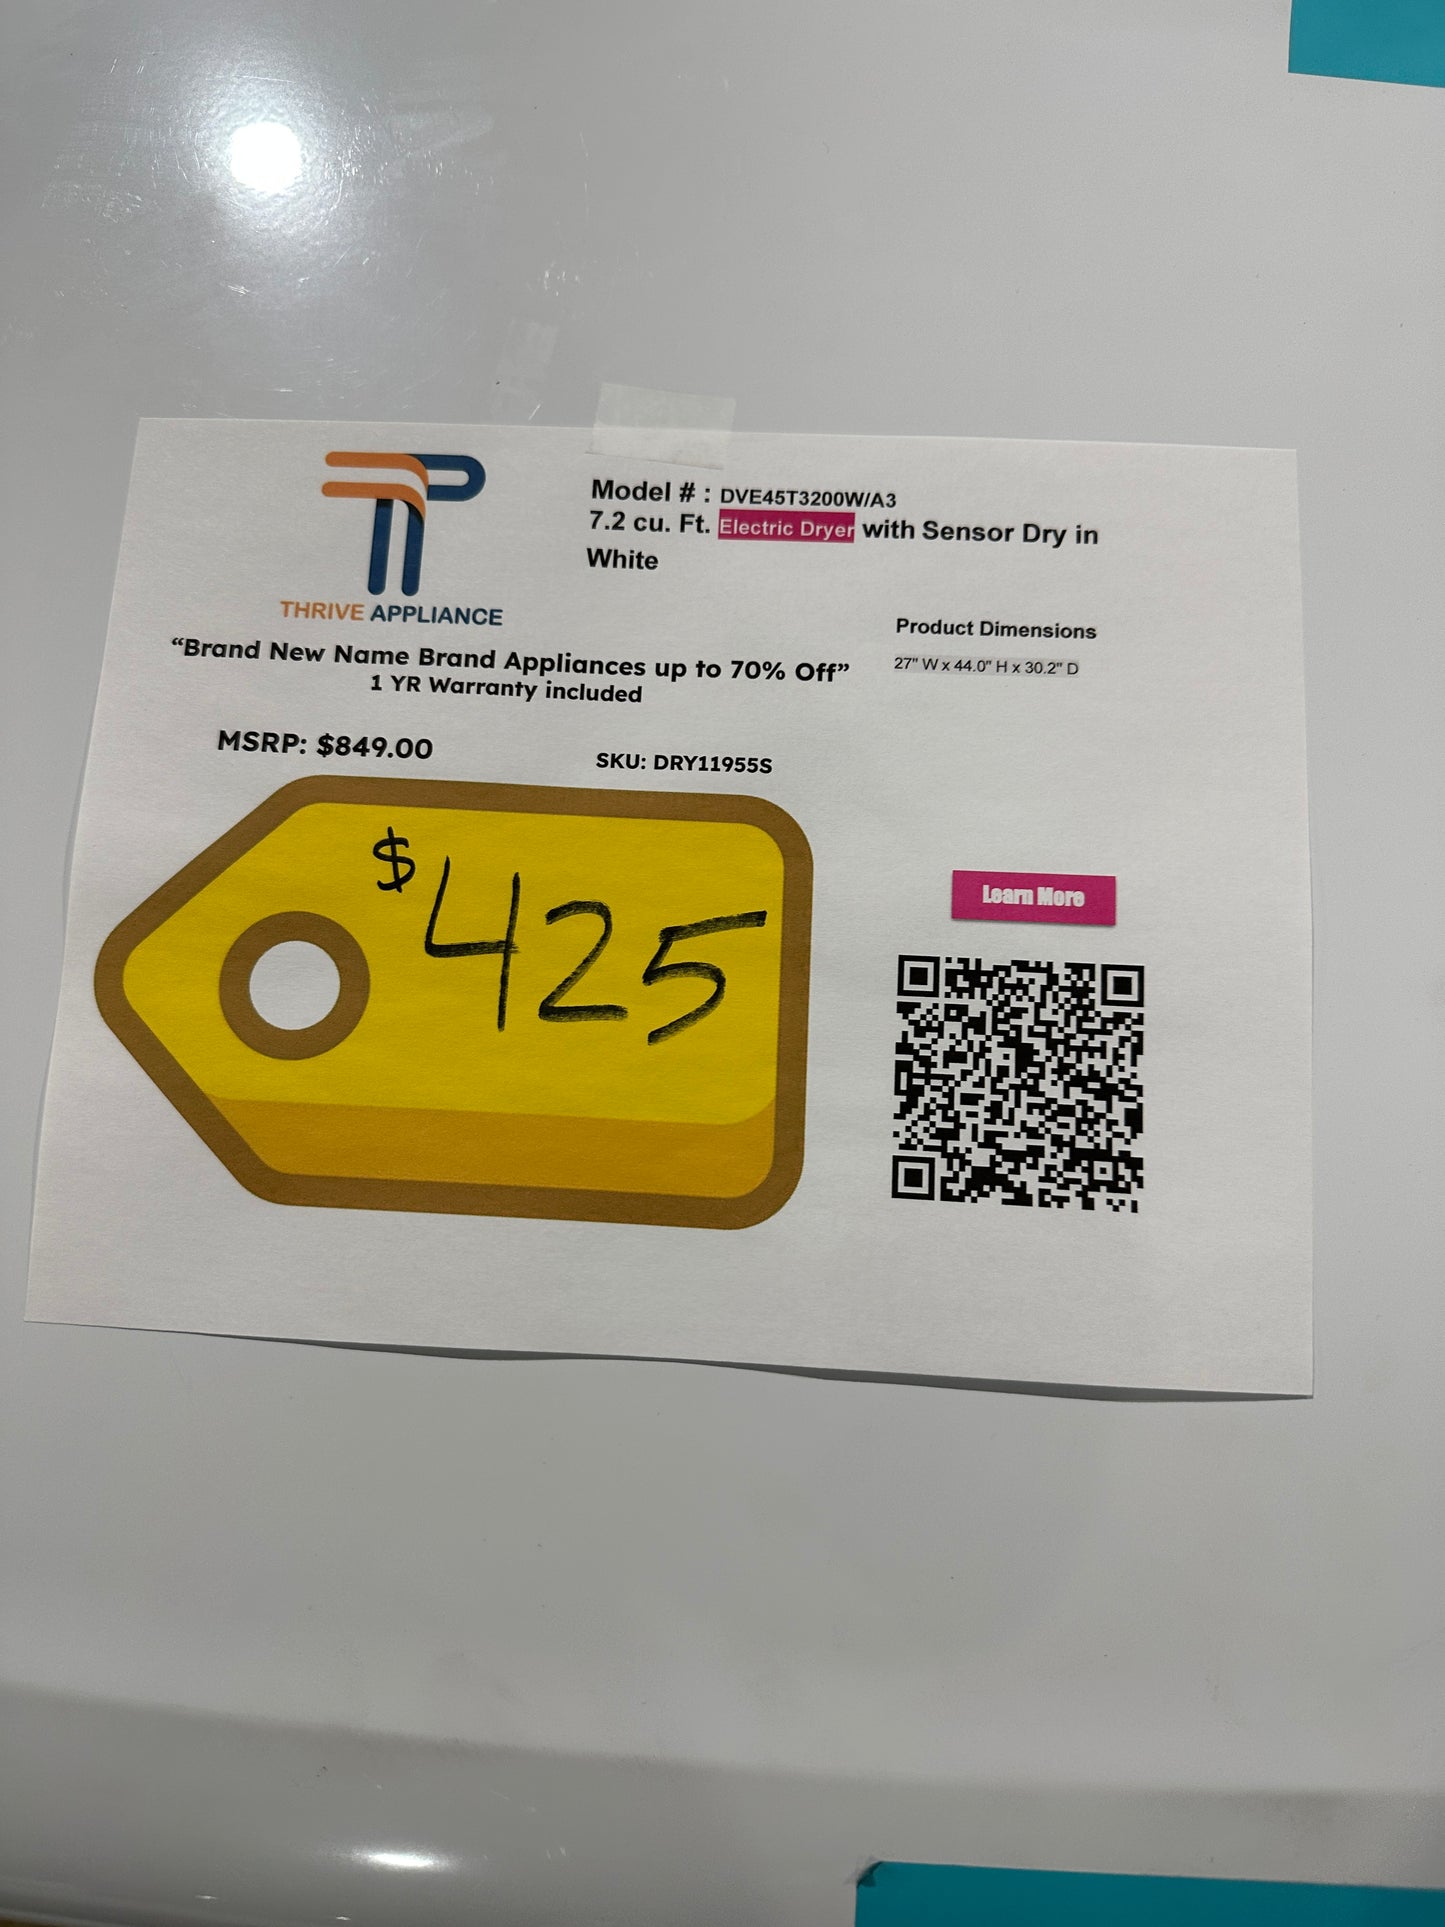 THRIVE APPLIANCE
Model # : DVE45T3200W/A3
7.2 cu. Ft. Electric Dryer with Sensor Dry in
White
"Brand New Name Brand Appliances up to 70% Off"
1 YR Warranty included
Product Dimensions
27" W x 44.0" H x 30.2" D
MSRP: $849.00
SKU: DRY11955S
$425
Learn More